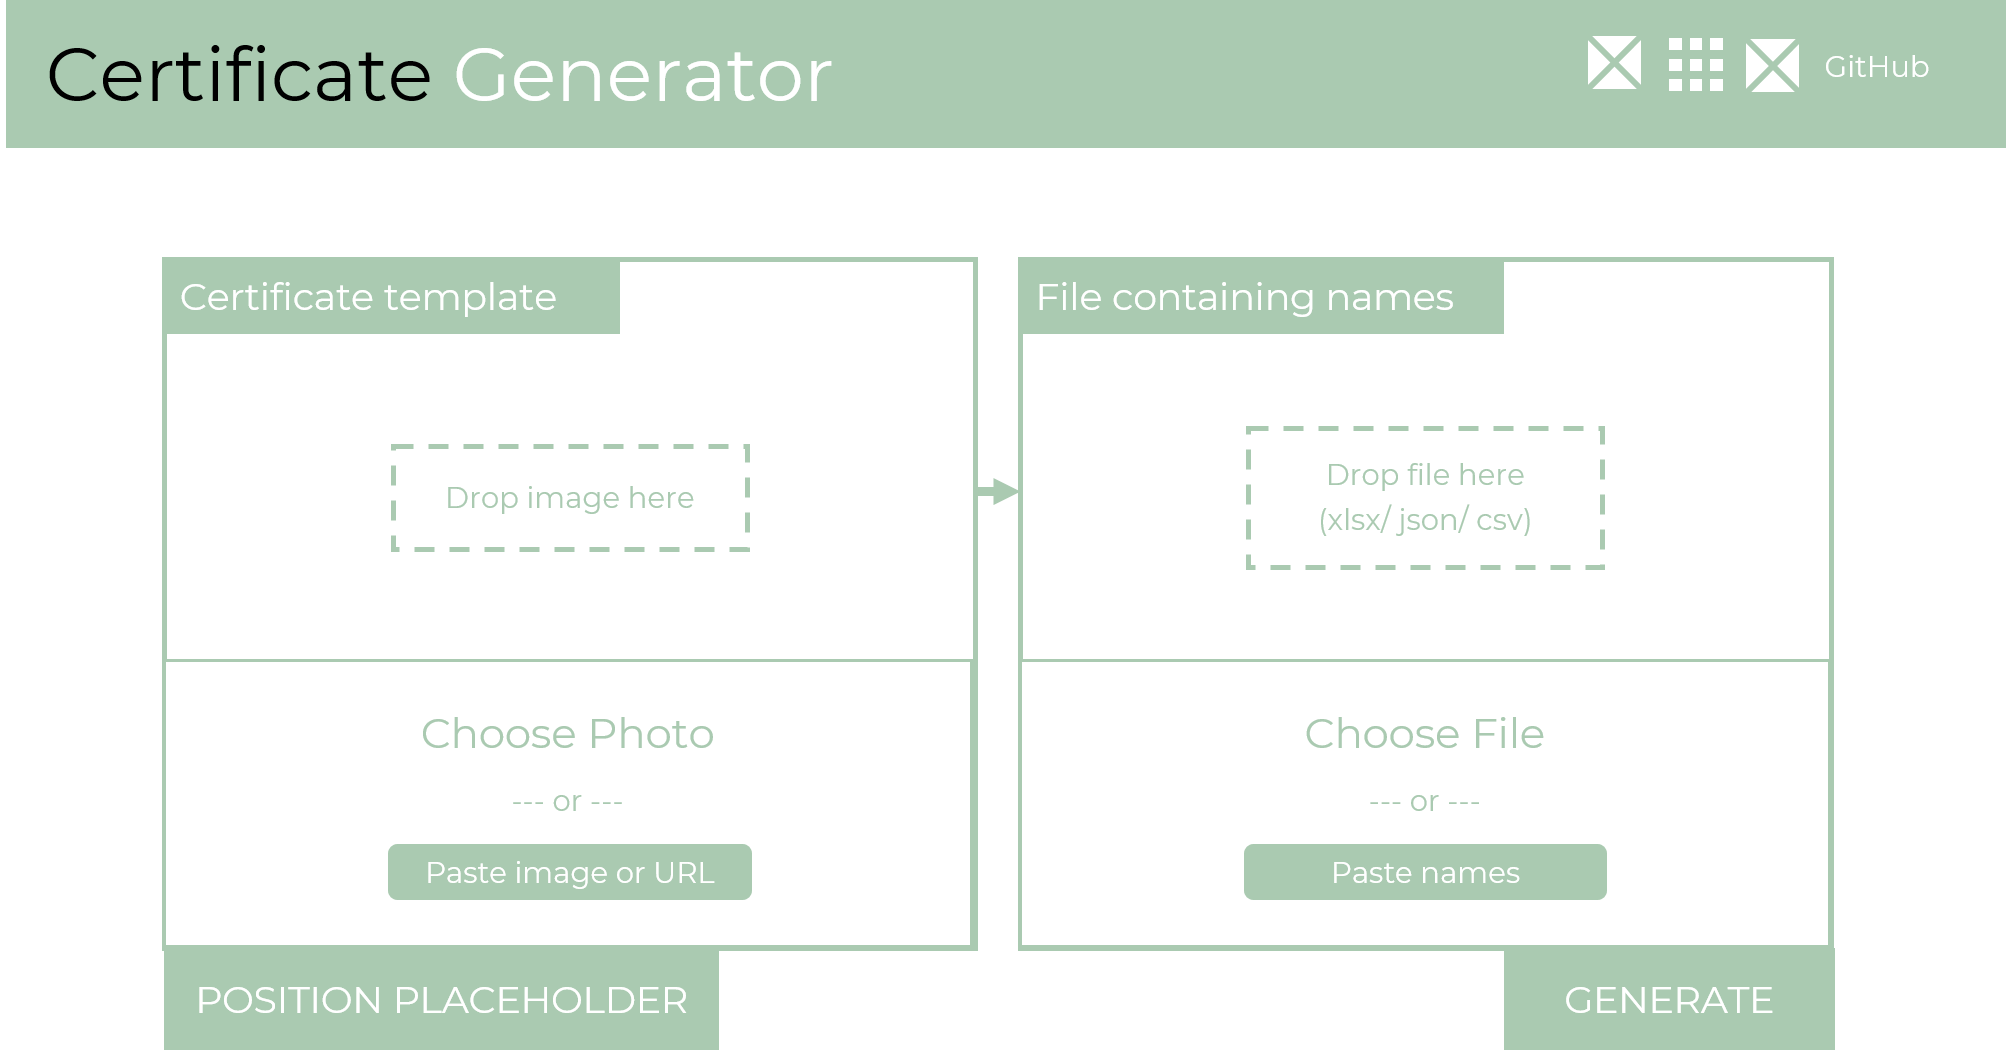 Certificate Generator
GitHub
Certificate template
Drop image here
Choose Photo
--- or ---
Paste image or URL
POSITION PLACEHOLDER
File containing names
Drop file here
(xlsx/ json/ csv)
Choose File
--- or ---
Paste names
GENERATE